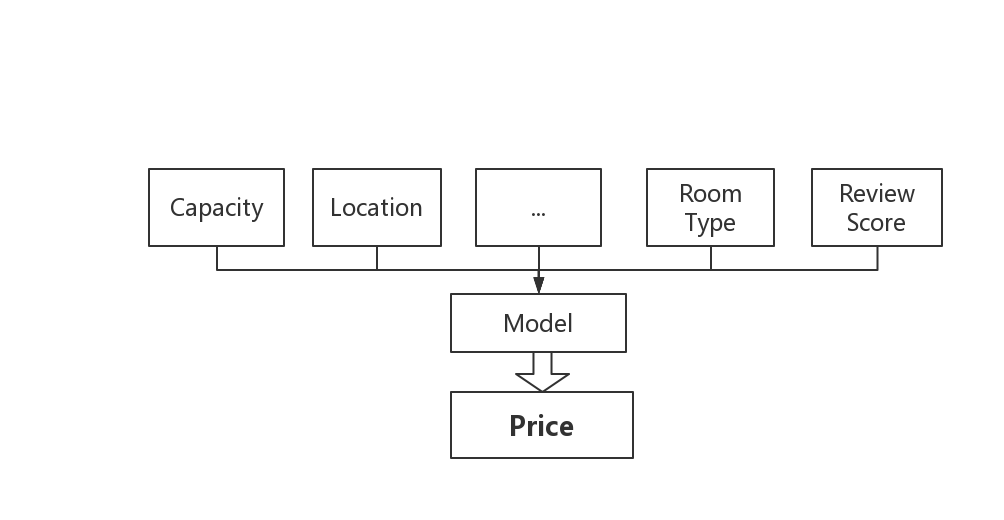 Capacity
Location
...
Room
Type
Review
Score
Model
Price